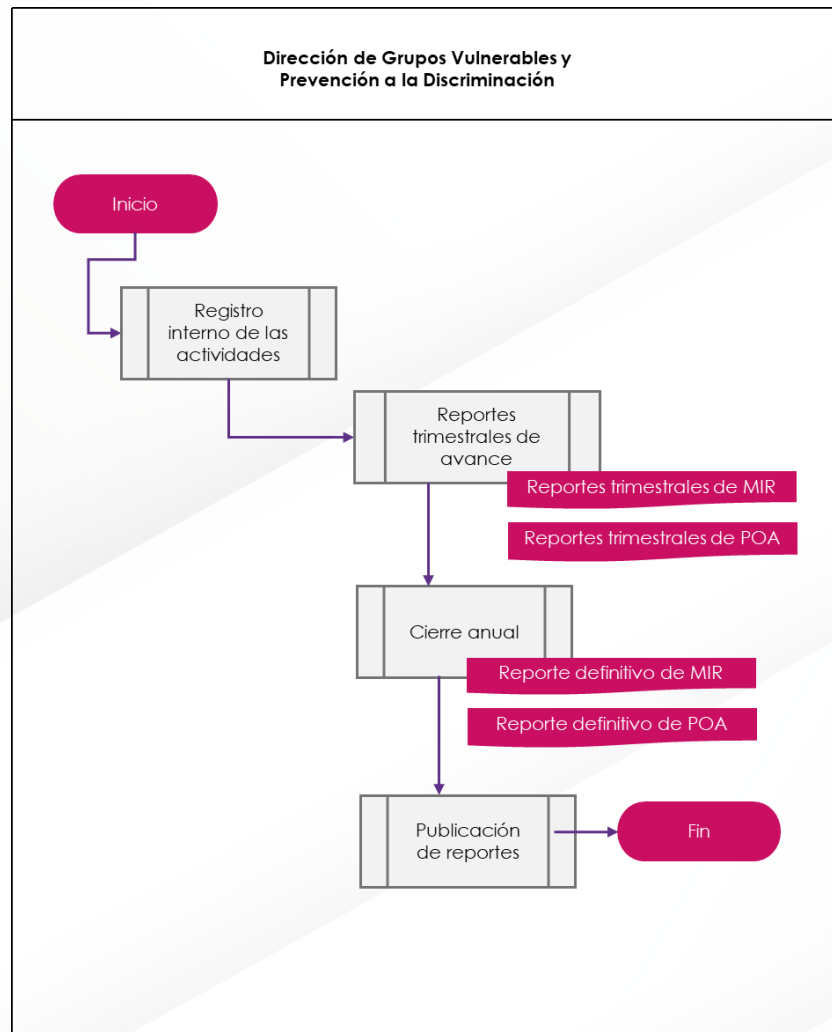 Dirección de Grupos Vulnerables y
Prevención a la Discriminación
Inicio
Registro
interno de las
actividades
Reportes
trimestrales de
avance
Reportes trimestrales de MIR
Reportes trimestrales de POA
Cierre anual
Reporte definitivo de MIR
Reporte definitivo de POA
Publicación
de reportes
Fin